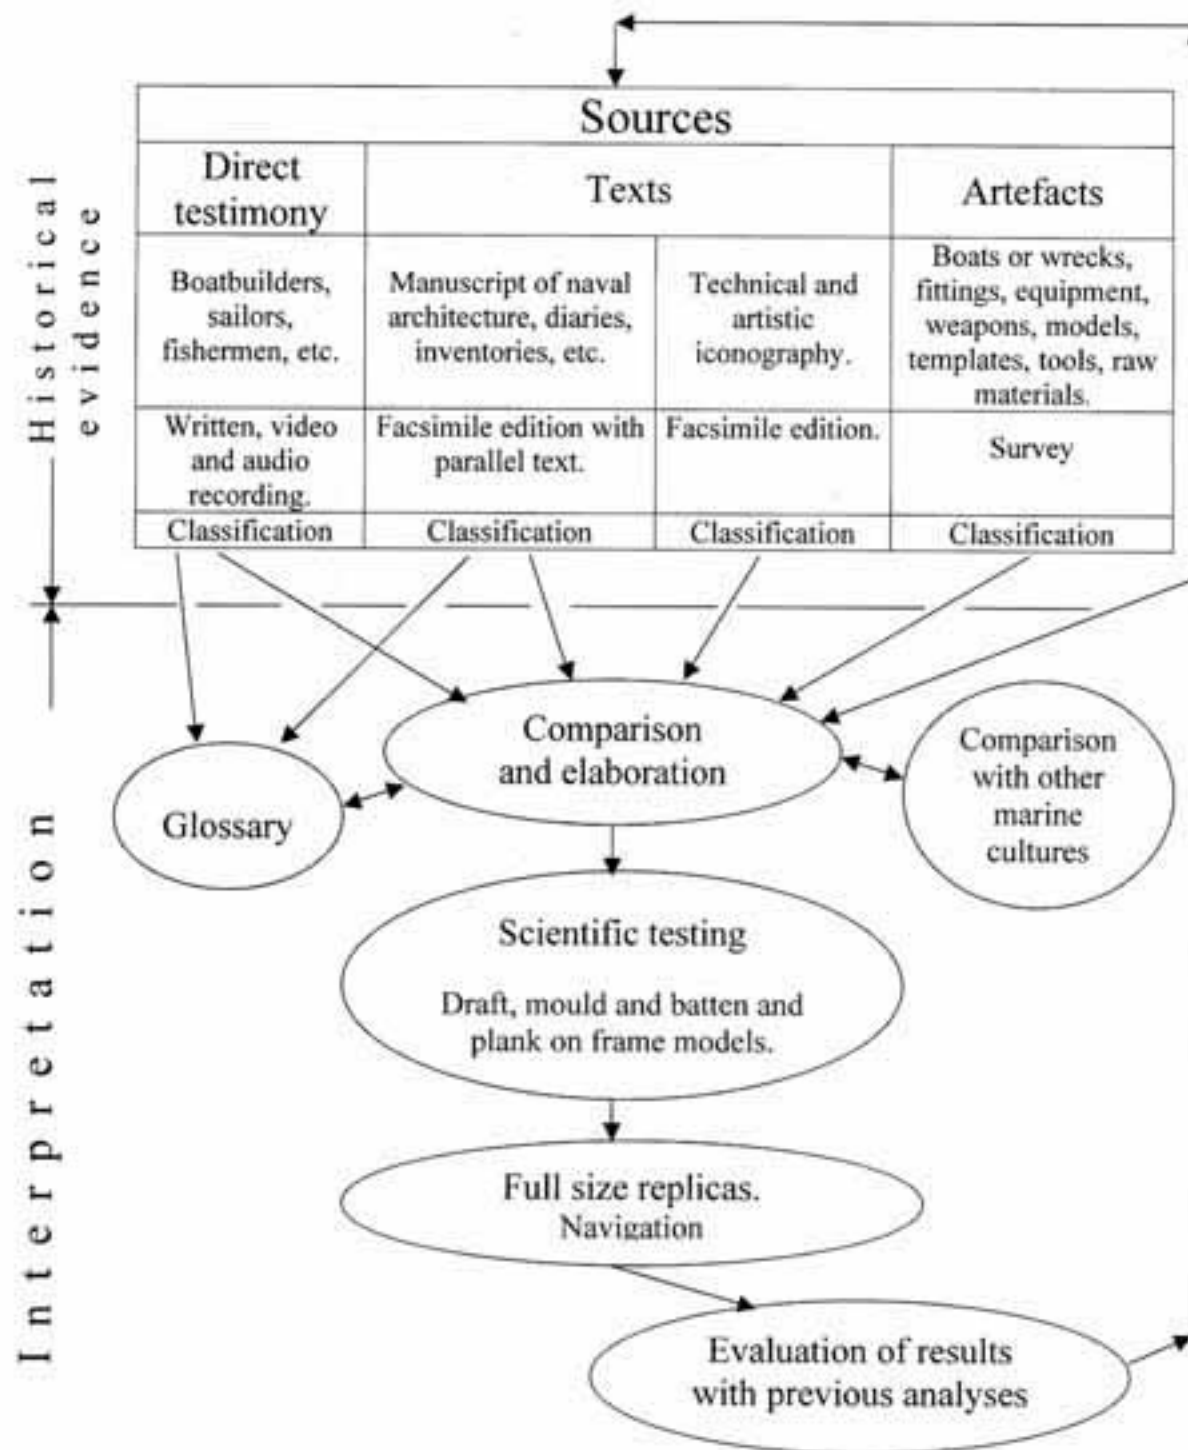 Sources
Direct
testimony
Texts
Artefacts
Boatbuilders,
sailors,
fishermen, etc.
Manuscript of naval
architecture, diaries,
inventories, etc.
Technical and
artistic
iconography.
Boats or wrecks,
fittings, equipment,
weapons, models,
templates, tools, raw
materials.
Written, video
and audio
recording.
Facsimile edition with
parallel text.
Facsimile edition.
Survey
Classification
Classification
Classification
Classification
Historical
evidence
Interpretation
Glossary
Comparison
and elaboration
Comparison
with other
marine
cultures
Scientific testing
Draft, mould and batten and
plank on frame models.
Full size replicas.
Navigation
Evaluation of results
with previous analyses